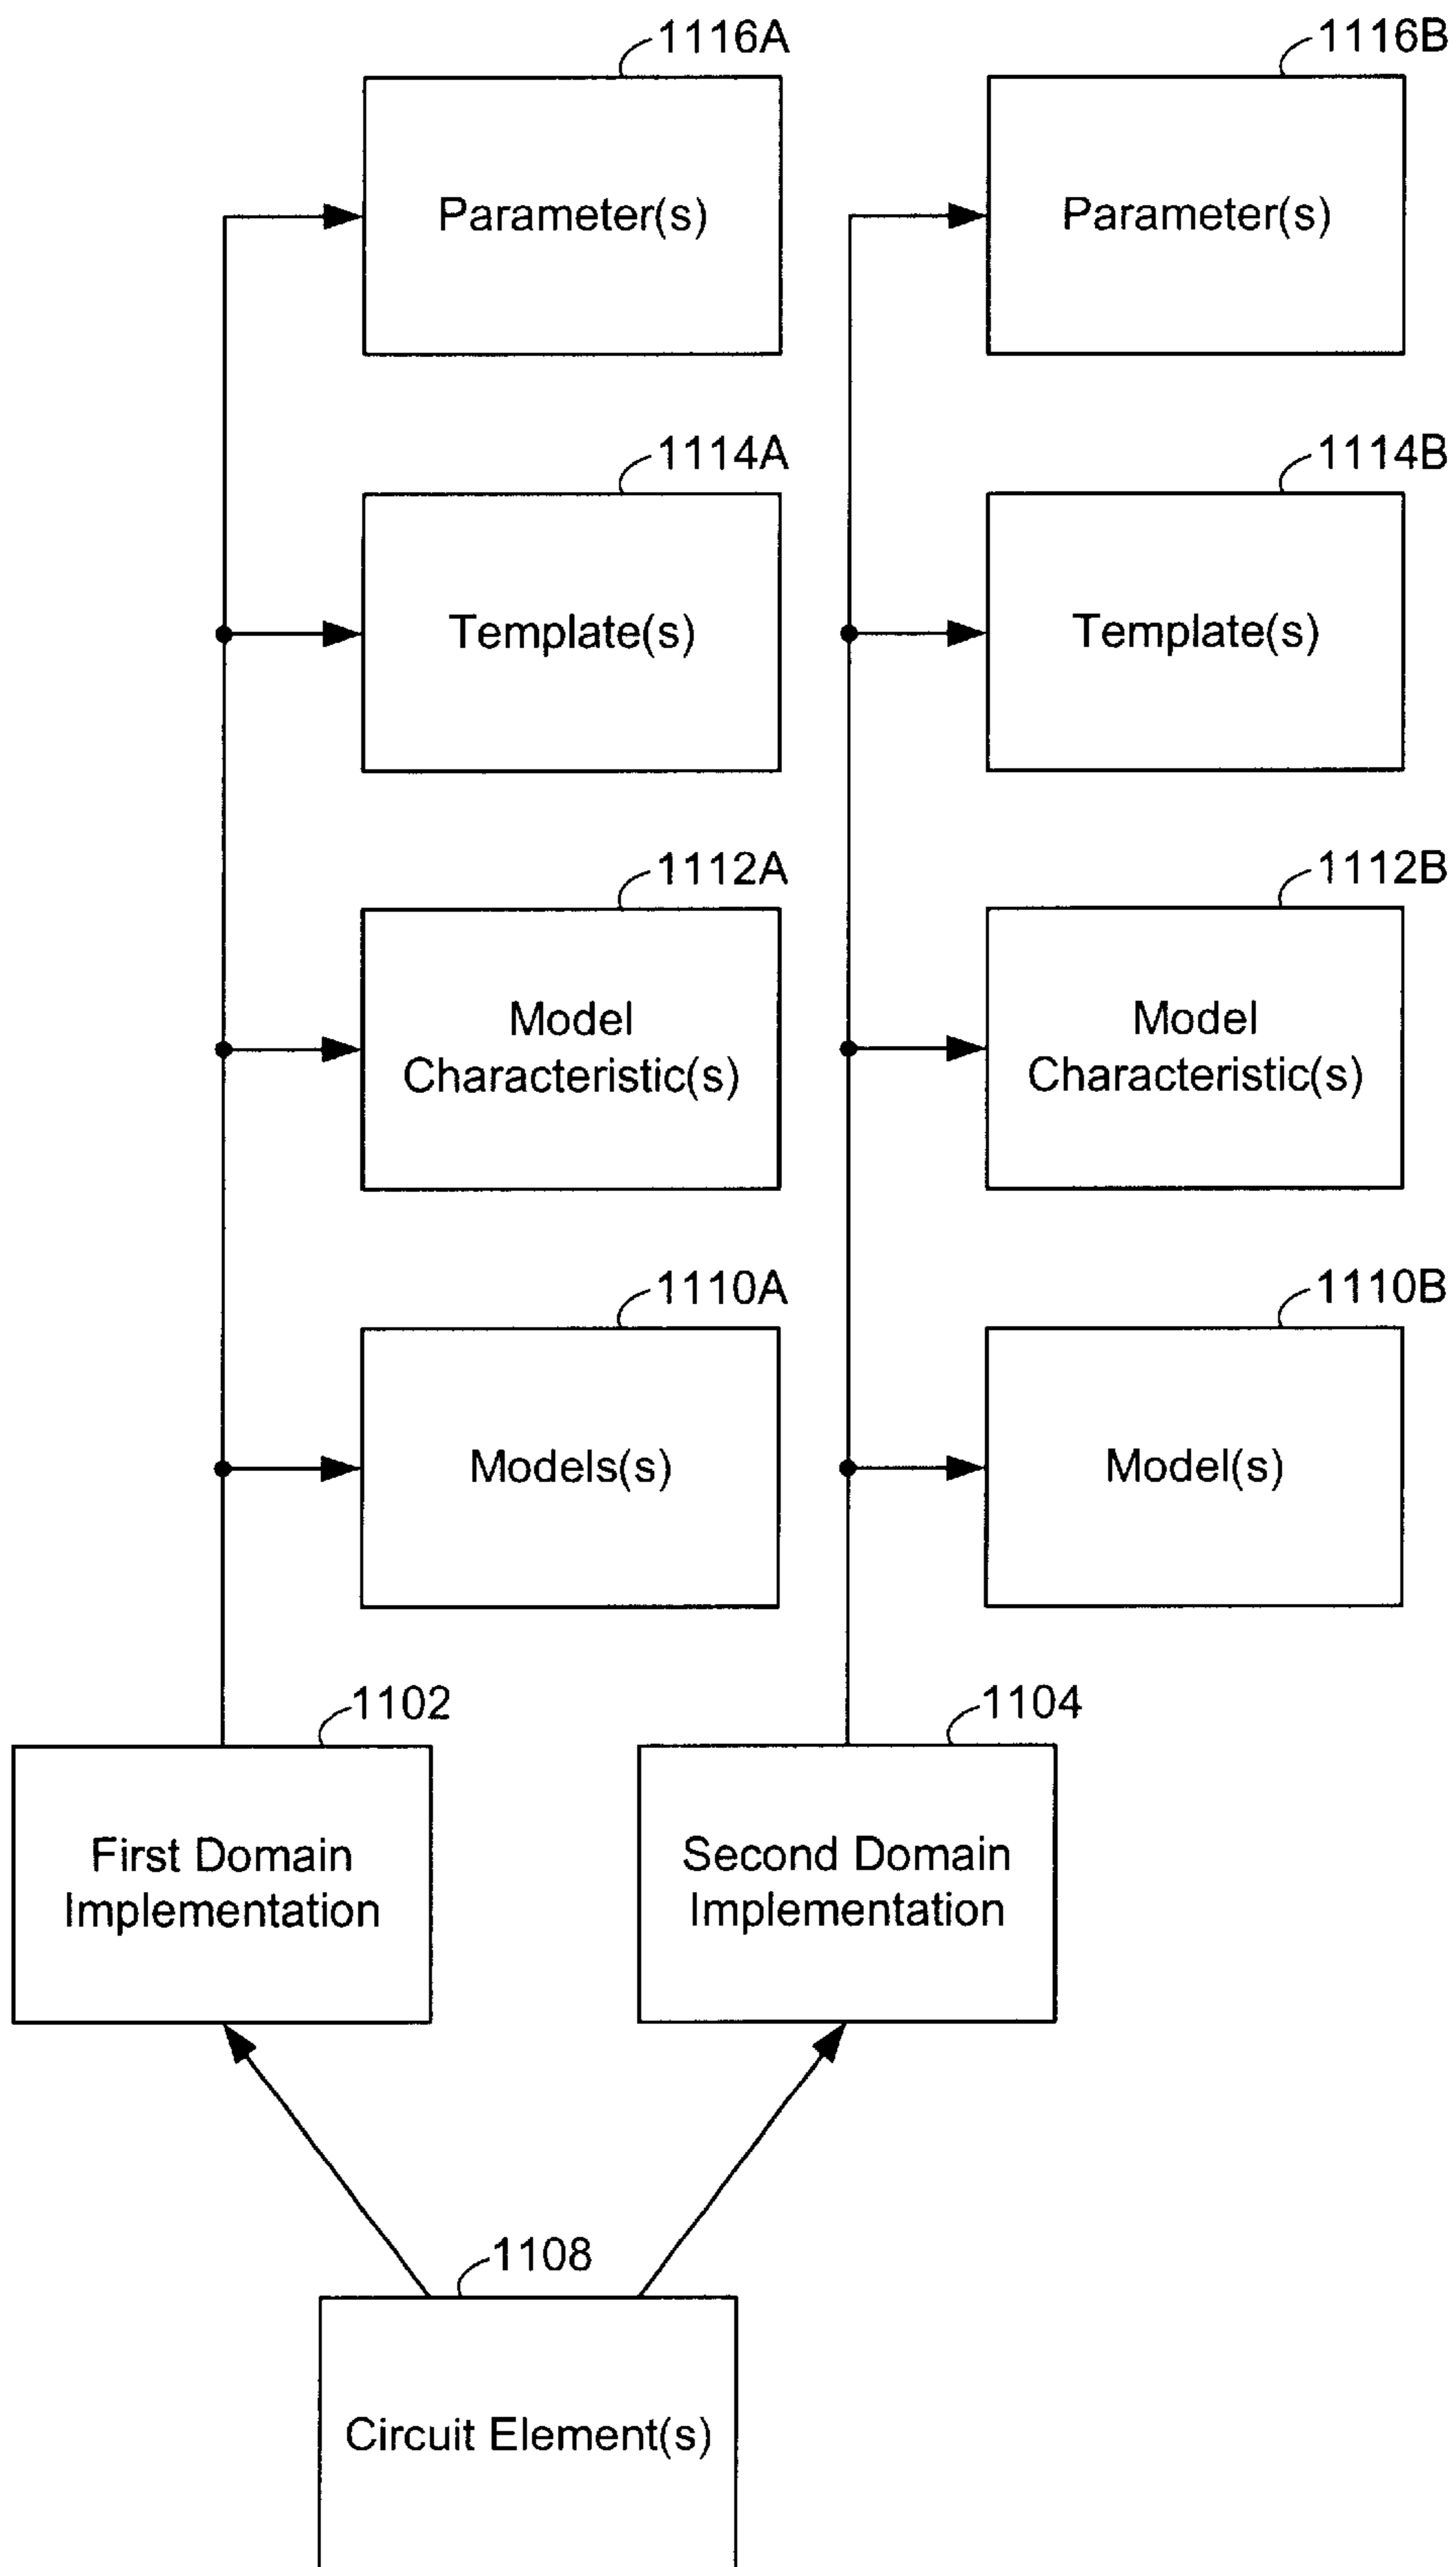 1116A
1116B
Parameter(s)
Parameter(s)
1114A
1114B
Template(s)
Template(s)
1112A
1112B
Model
Characteristic(s)
Model
Characteristic(s)
1110A
1110B
Models(s)
Model(s)
1102
1104
First Domain
Implementation
Second Domain
Implementation
1108
Circuit Element(s)